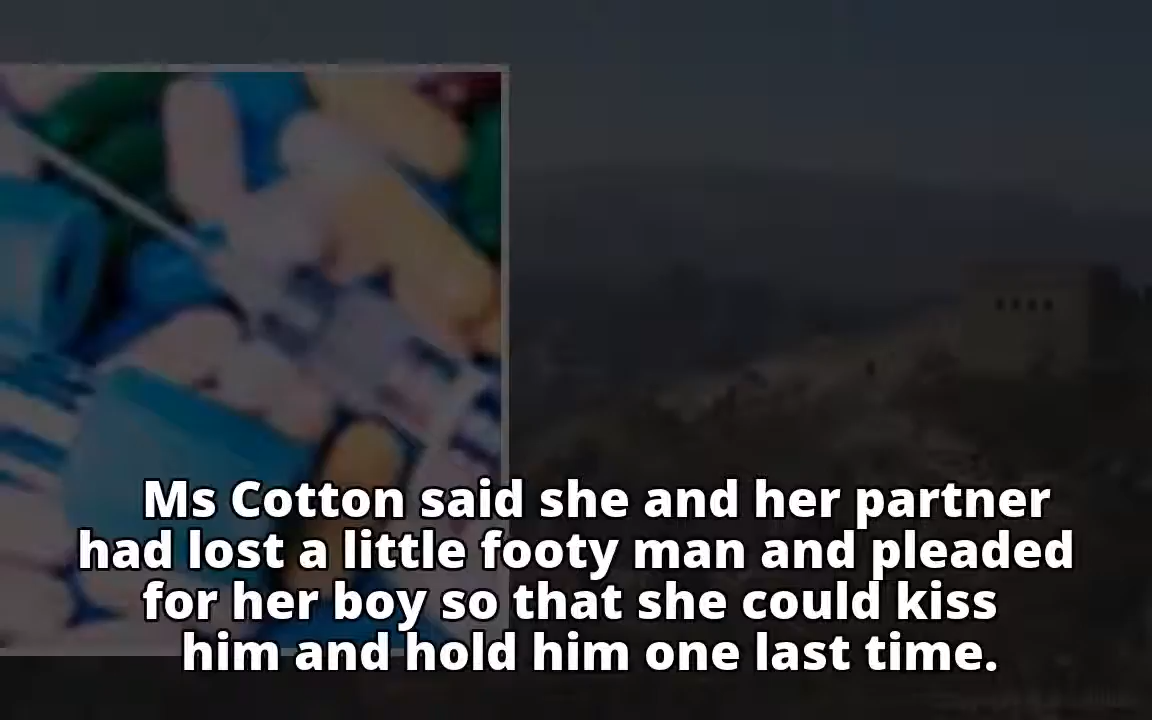 Ms Cotton said she and her partner
had lost a little footy man and pleaded
for her boy so that she could kiss
him and hold him one last time.